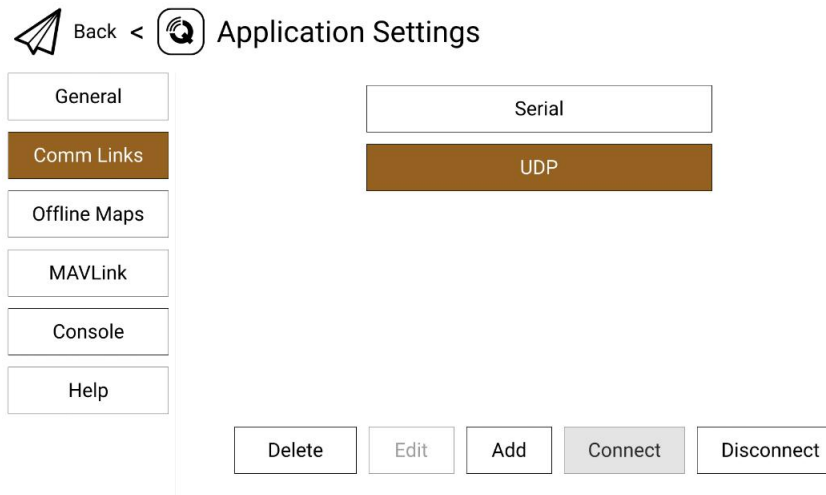 Back < Application Settings
General
Comm Links
Offline Maps
MAVLink
Console
Help
Serial
UDP
Delete Edit Add Connect Disconnect